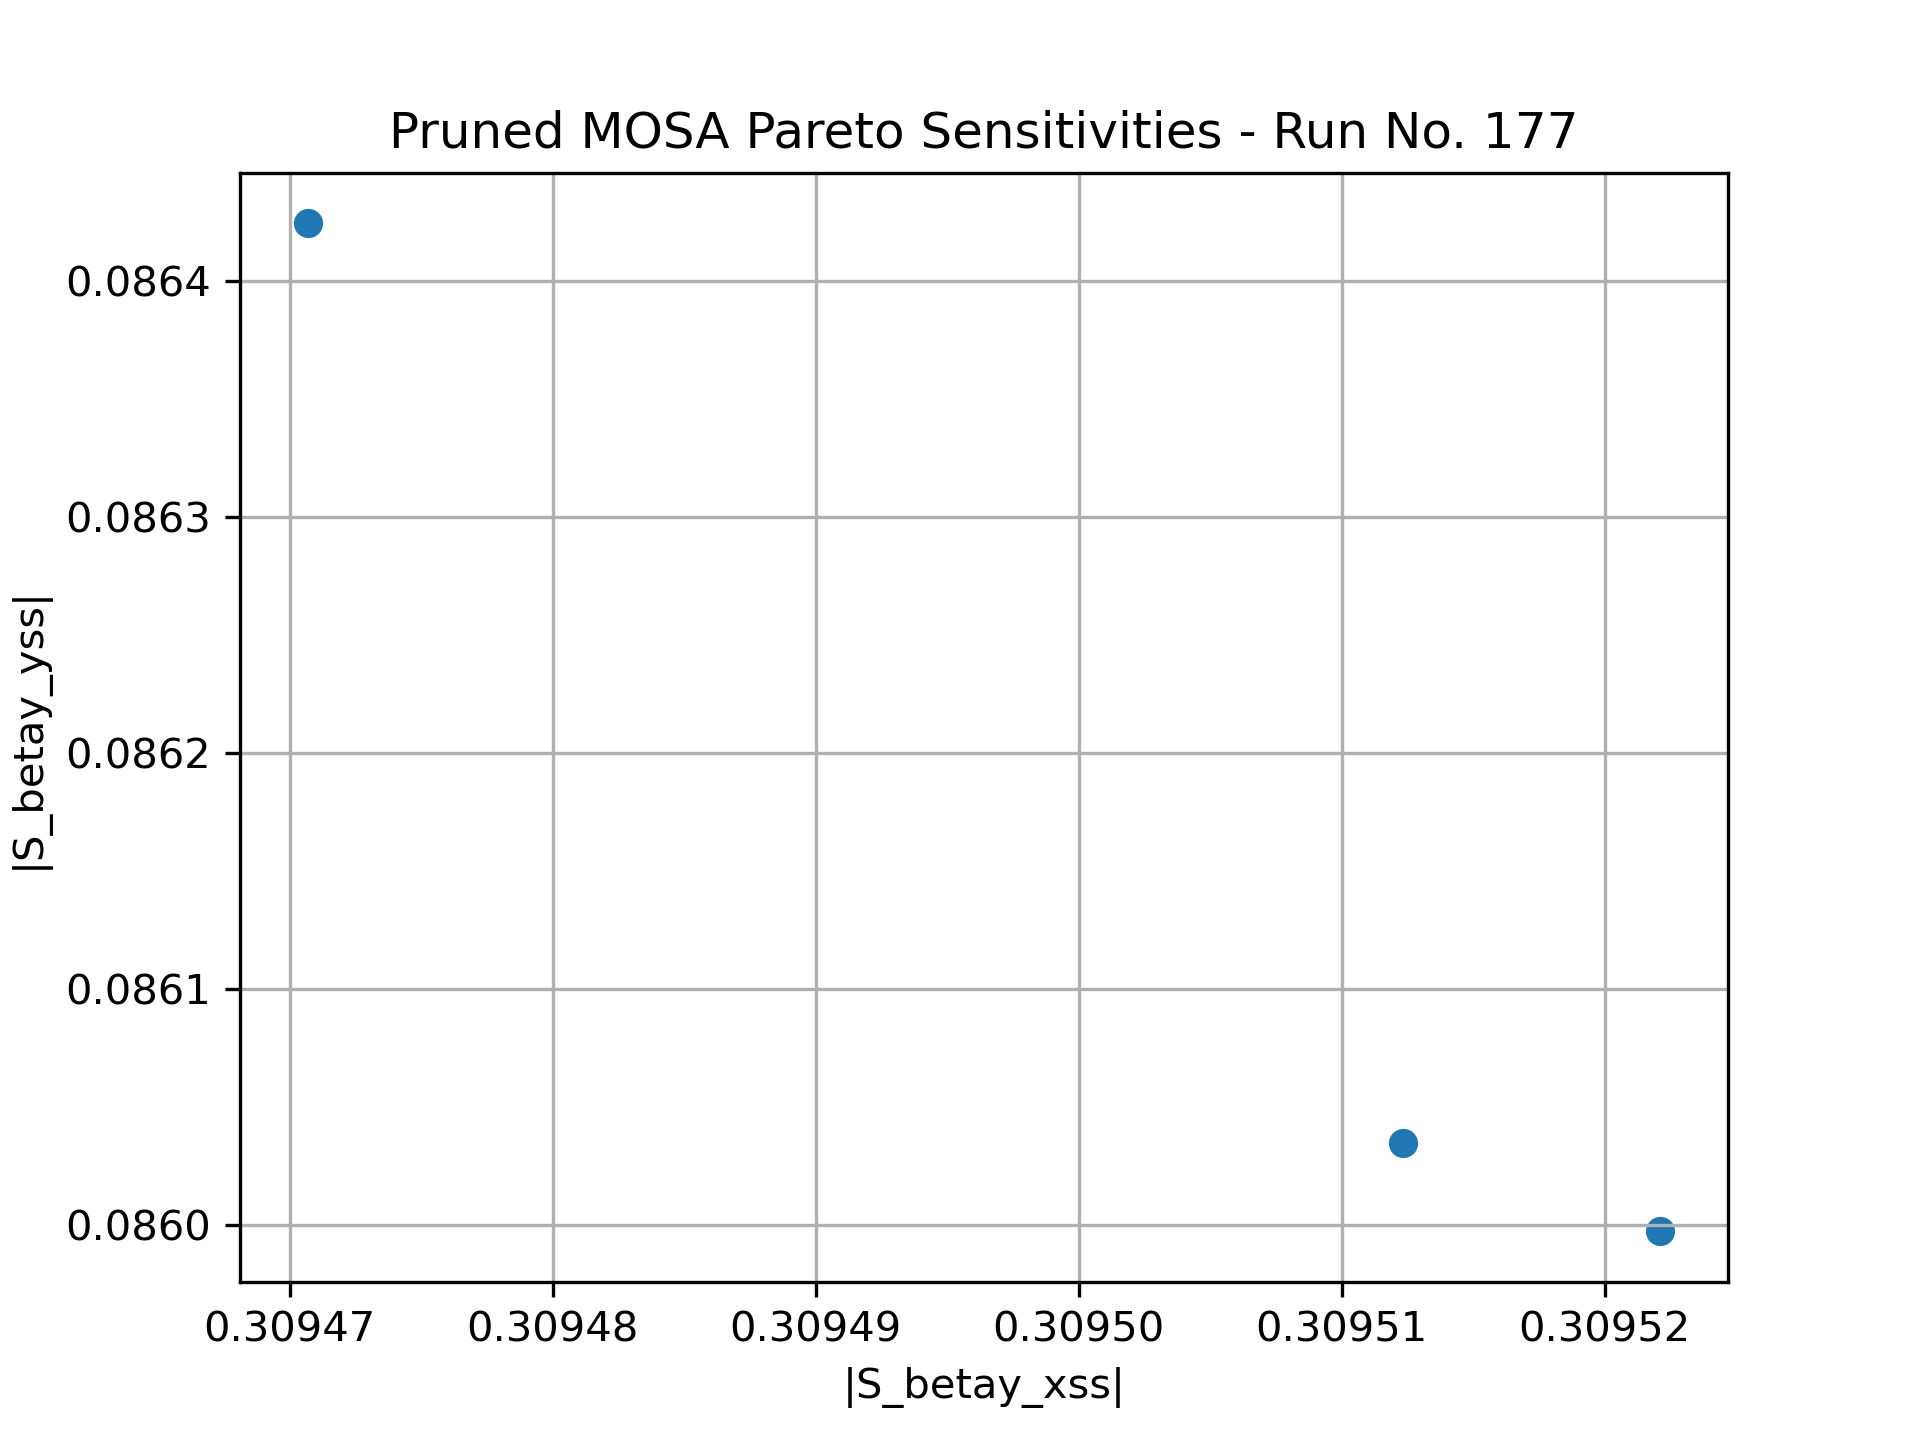 Pruned MOSA Pareto Sensitivities - Run No. 177
0.0864
0.0863
0.0862
0.0861
0.0860
|S_betay_yss|
0.30947 0.30948 0.30949 0.30950 0.30951 0.30952
|S_betay_xss|